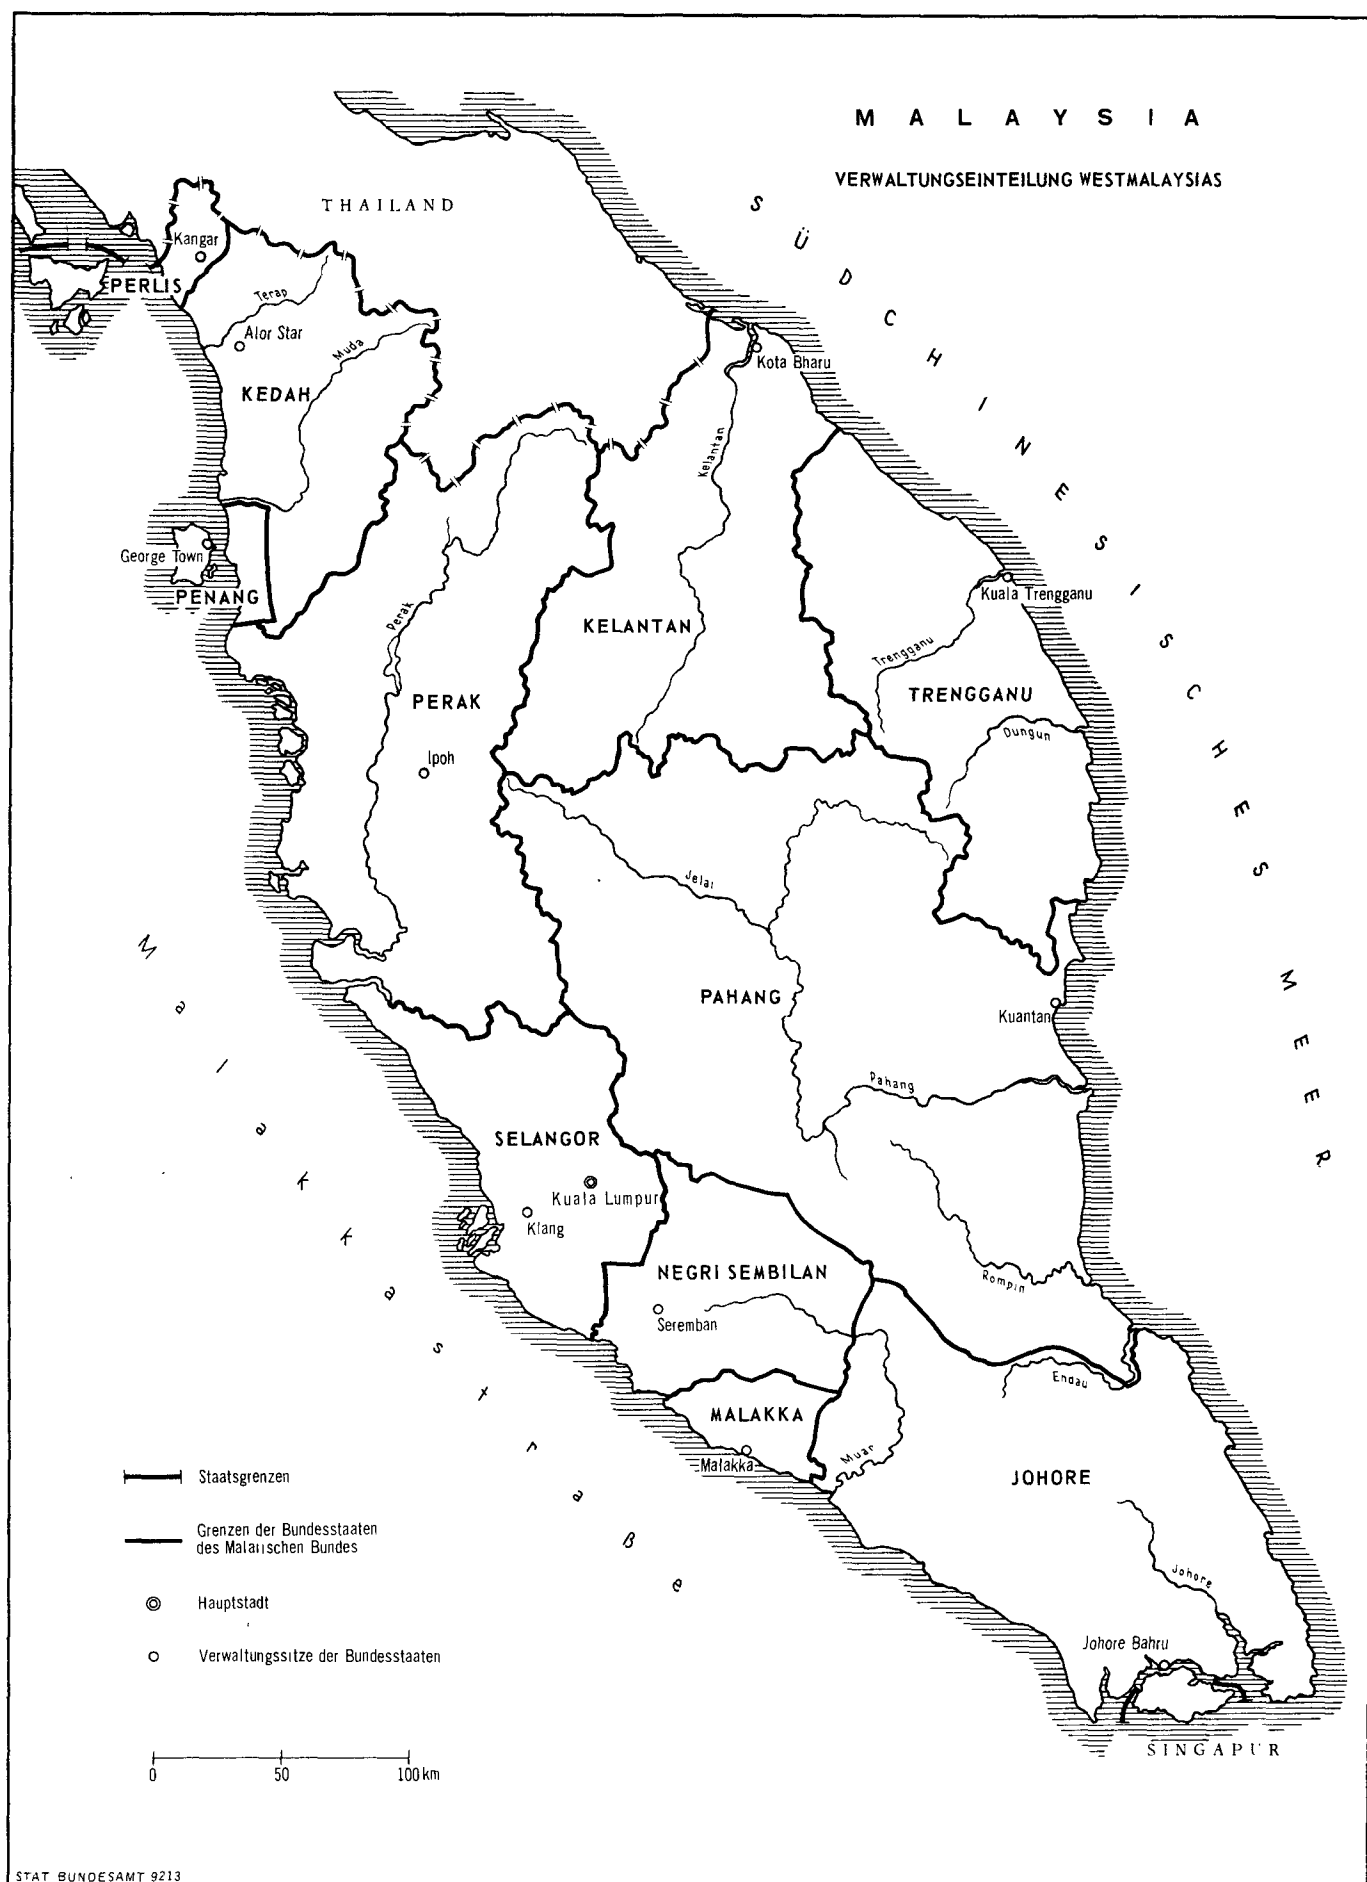 MALAYSIA
VERWALTUNGSEINTEILUNG WESTMALAYSIAS
THAILAND
SÜDCHINESISCHES MEER
Kangar
PERLIS
Terap
Alor Star
Muda
KEDAH
Kota Bharu
Kelantan
George Town
PENANG
Kuala Trengganu
Perak
KELANTAN
Trengganu
PERAK
TRENGGANU
Dungun
Ipoh
Jelai
Malakkastraße
PAHANG
Kuantan
Pahang
SELANGOR
Kuala Lumpur
Klang
NEGRI SEMBILAN
Rompin
Seremban
Endau
MALAKKA
Malakka
Muar
JOHORE
Johore
Johore Bahru
SINGAPUR
Staatsgrenzen
Grenzen der Bundesstaaten
des Malaiischen Bundes
Hauptstadt
Verwaltungssitze der Bundesstaaten
0 50 100 km
STAT BUNDESAMT 9213